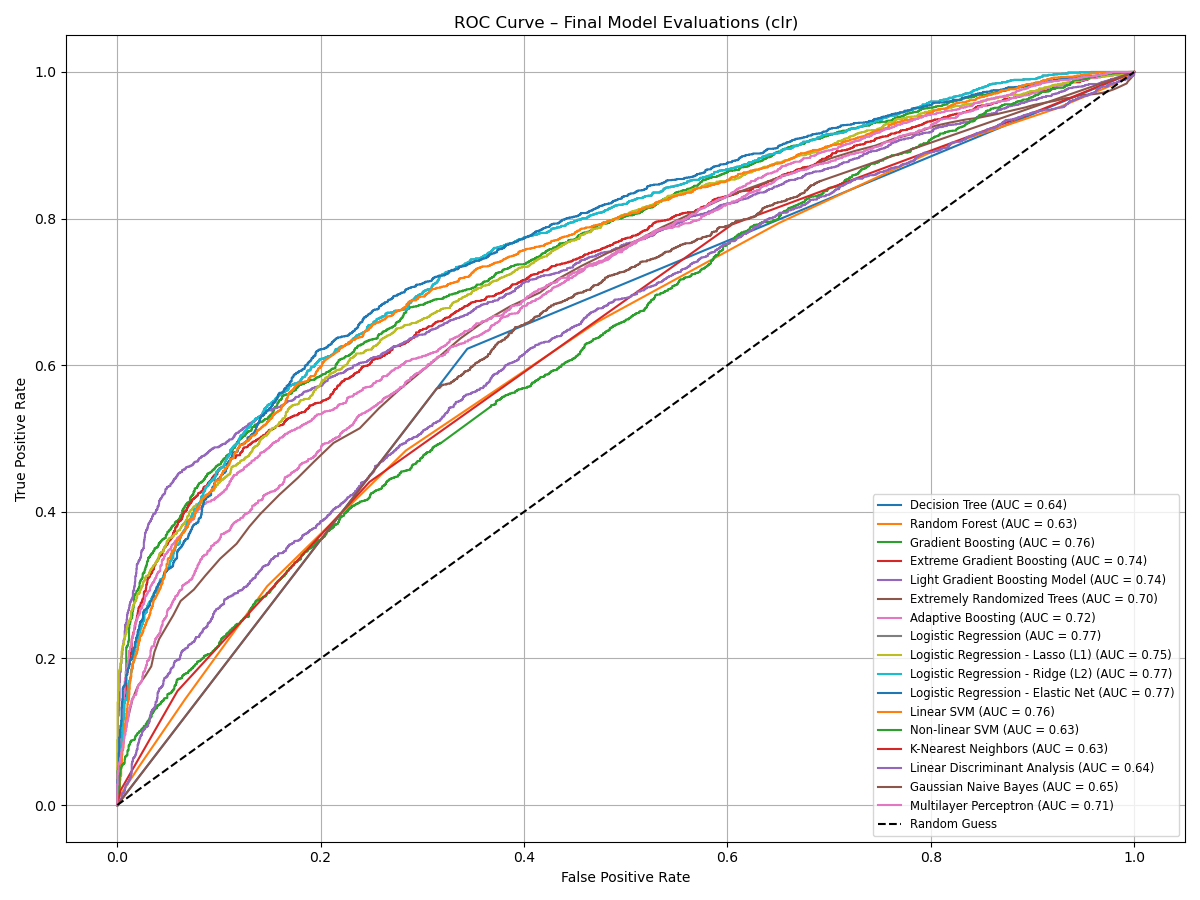 ROC Curve – Final Model Evaluations (clr)
True Positive Rate
1.0
0.8
0.6
0.4
0.2
0.0
Decision Tree (AUC = 0.64)
Random Forest (AUC = 0.63)
Gradient Boosting (AUC = 0.76)
Extreme Gradient Boosting (AUC = 0.74)
Light Gradient Boosting Model (AUC = 0.74)
Extremely Randomized Trees (AUC = 0.70)
Adaptive Boosting (AUC = 0.72)
Logistic Regression (AUC = 0.77)
Logistic Regression - Lasso (L1) (AUC = 0.75)
Logistic Regression - Ridge (L2) (AUC = 0.77)
Logistic Regression - Elastic Net (AUC = 0.77)
Linear SVM (AUC = 0.76)
Non-linear SVM (AUC = 0.63)
K-Nearest Neighbors (AUC = 0.63)
Linear Discriminant Analysis (AUC = 0.64)
Gaussian Naive Bayes (AUC = 0.65)
Multilayer Perceptron (AUC = 0.71)
Random Guess
0.0 0.2 0.4 0.6 0.8 1.0
False Positive Rate